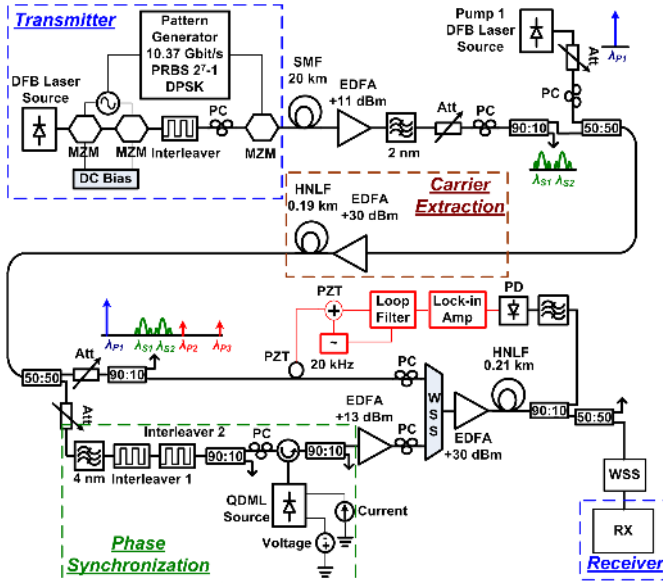 Transmitter
Pattern
Generator
10.37 Gbit/s
PRBS 2⁷-1
DPSK
DFB Laser
Source
MZM
MZM
Interleaver
PC
MZM
DC Bias
SMF
20 km
EDFA
+11 dBm
2 nm
Att
PC
90:10
50:50
Pump 1
DFB Laser
Source
Att
PC
λP1
λS1 λS2
HNLF
0.19 km
EDFA
+30 dBm
Carrier
Extraction
λP1
λS1 λS2 λP2
λP3
PZT
+
~
20 kHz
Loop
Filter
Lock-in
Amp
PD
PZT
50:50
Att
90:10
PC
HNLF
0.21 km
WSS
EDFA
+30 dBm
90:10
50:50
Att
4 nm
Interleaver 1
Interleaver 2
90:10
PC
90:10
EDFA
+13 dBm
PC
QDML
Source
Current
Voltage
Phase
Synchronization
WSS
RX
Receiver